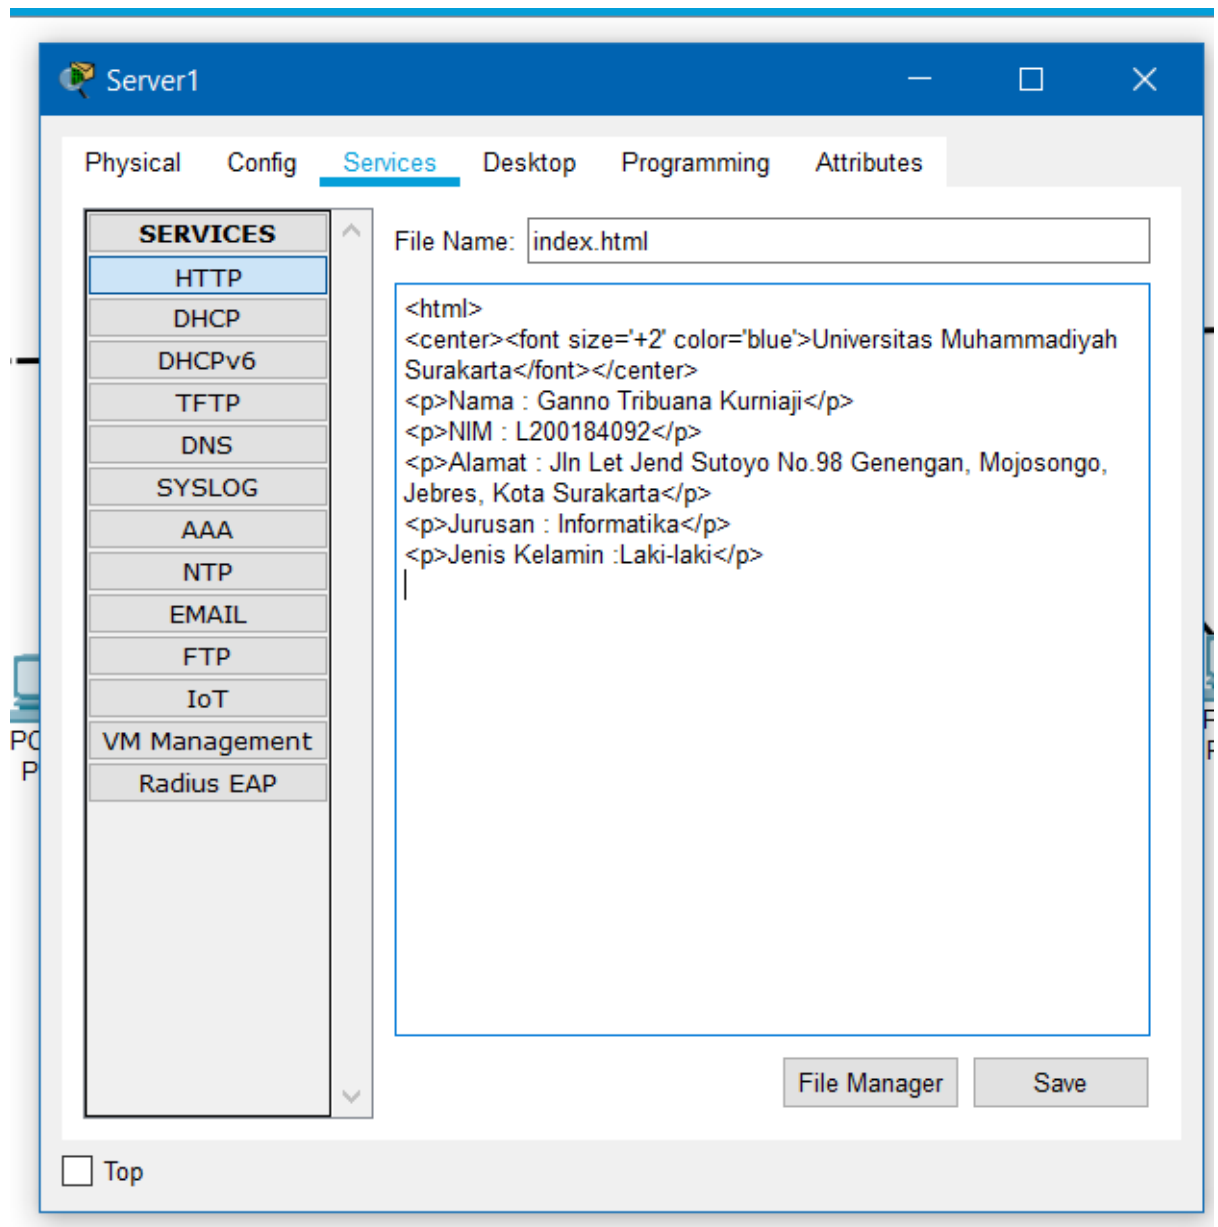 Server1
Physical Config Services Desktop Programming Attributes
SERVICES
HTTP
DHCP
DHCPv6
TFTP
DNS
SYSLOG
AAA
NTP
EMAIL
FTP
IoT
VM Management
Radius EAP
File Name: index.html
<html>
<center><font size='+2' color='blue'>Universitas Muhammadiyah
Surakarta</font></center>
<p>Nama : Ganno Tribuana Kurniaji</p>
<p>NIM : L200184092</p>
<p>Alamat : Jln Let Jend Sutoyo No.98 Genengan, Mojosongo,
Jebres, Kota Surakarta</p>
<p>Jurusan : Informatika</p>
<p>Jenis Kelamin :Laki-laki</p>
File Manager Save
Top